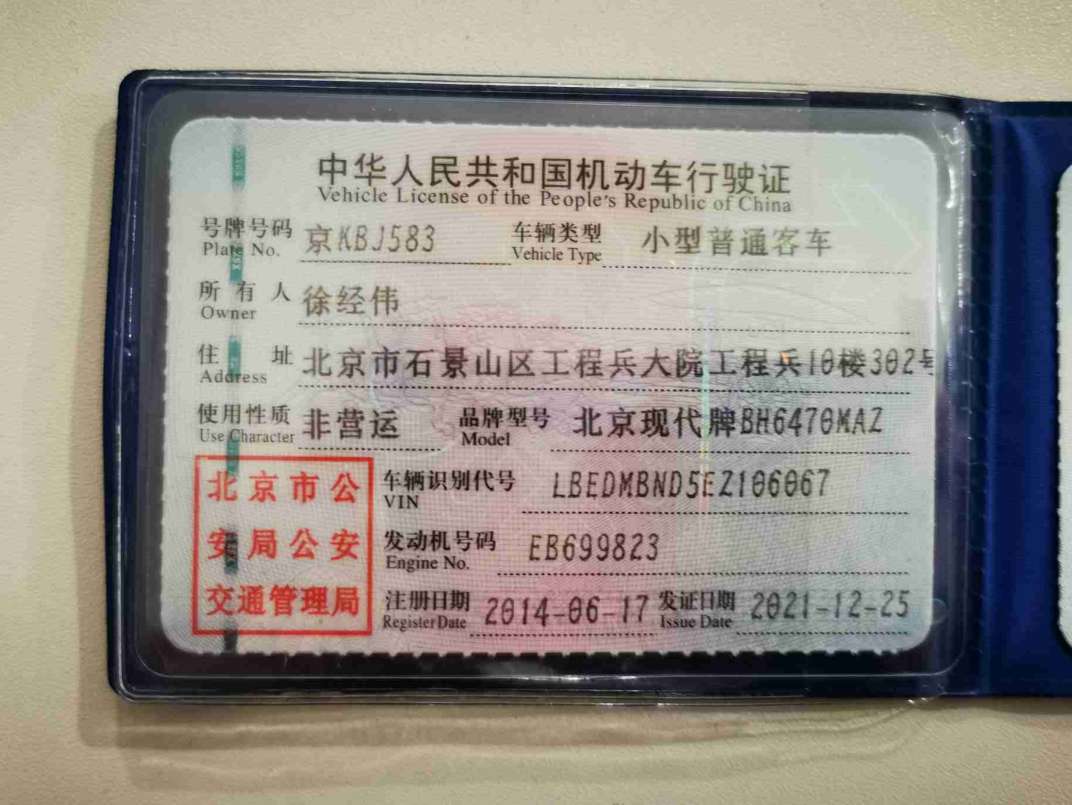 中华人民共和国机动车行驶证
Vehicle License of the People's Republic of China
号牌号码 京KBJ583 车辆类型 小型普通客车
Plate No. Vehicle Type
所有人 徐经伟
Owner
住址 北京市石景山区工程兵大院工程兵10楼302号
Address
使用性质 非营运 品牌型号 北京现代牌BH6470MAZ
Use Character Model
北京市公
安局公安
交通管理局
车辆识别代号 LBEDMBND5EZ106067
VIN
发动机号码 EB699823
Engine No.
注册日期 2014-06-17 发证日期 2021-12-25
Register Date Issue Date